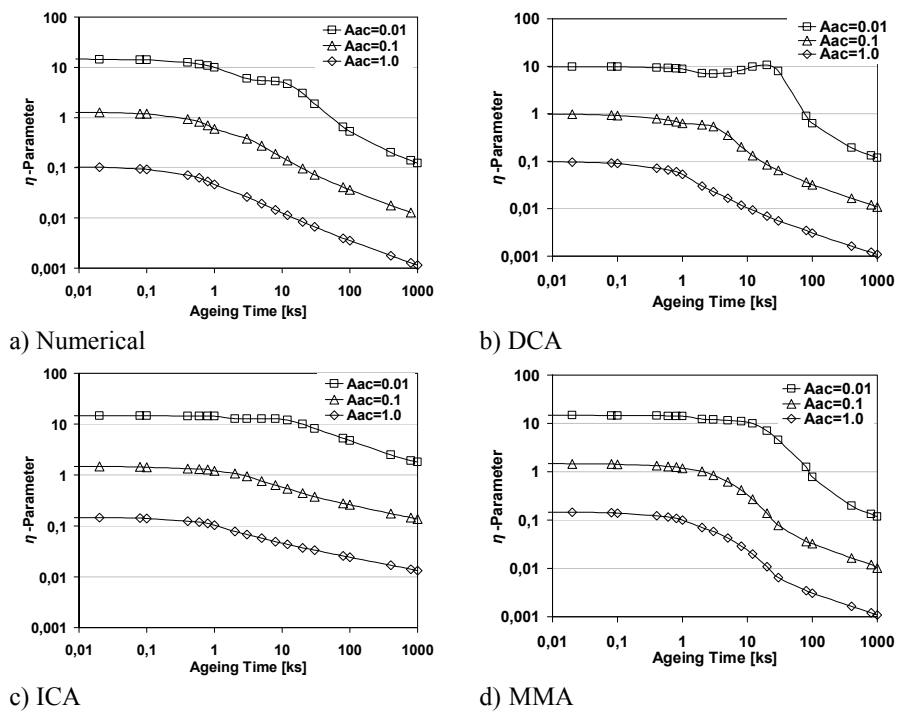 100
10
1
0,1
0,01
0,001
η -Parameter
0,01 0,1 1 10 100 1000
Ageing Time [ks]
Aac=0.01
Aac=0.1
Aac=1.0
a) Numerical
100
10
1
0,1
0,01
0,001
η -Parameter
0,01 0,1 1 10 100 1000
Ageing Time [ks]
Aac=0.01
Aac=0.1
Aac=1.0
b) DCA
100
10
1
0,1
0,01
0,001
η -Parameter
0,01 0,1 1 10 100 1000
Ageing Time [ks]
Aac=0.01
Aac=0.1
Aac=1.0
c) ICA
100
10
1
0,1
0,01
0,001
η -Parameter
0,01 0,1 1 10 100 1000
Ageing Time [ks]
Aac=0.01
Aac=0.1
Aac=1.0
d) MMA